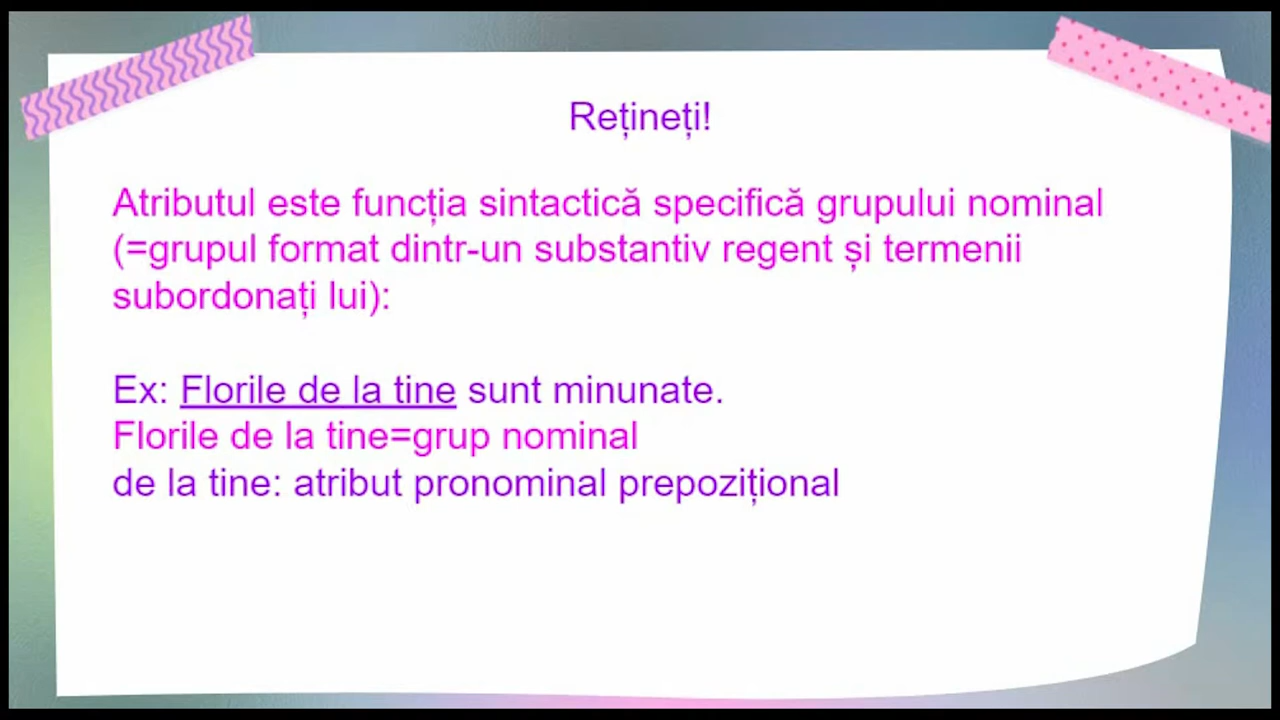 Rețineți!
Atributul este funcția sintactică specifică grupului nominal
(=grupul format dintr-un substantiv regent și termenii
subordonați lui):
Ex: Florile de la tine sunt minunate.
Florile de la tine=grup nominal
de la tine: atribut pronominal prepozițional